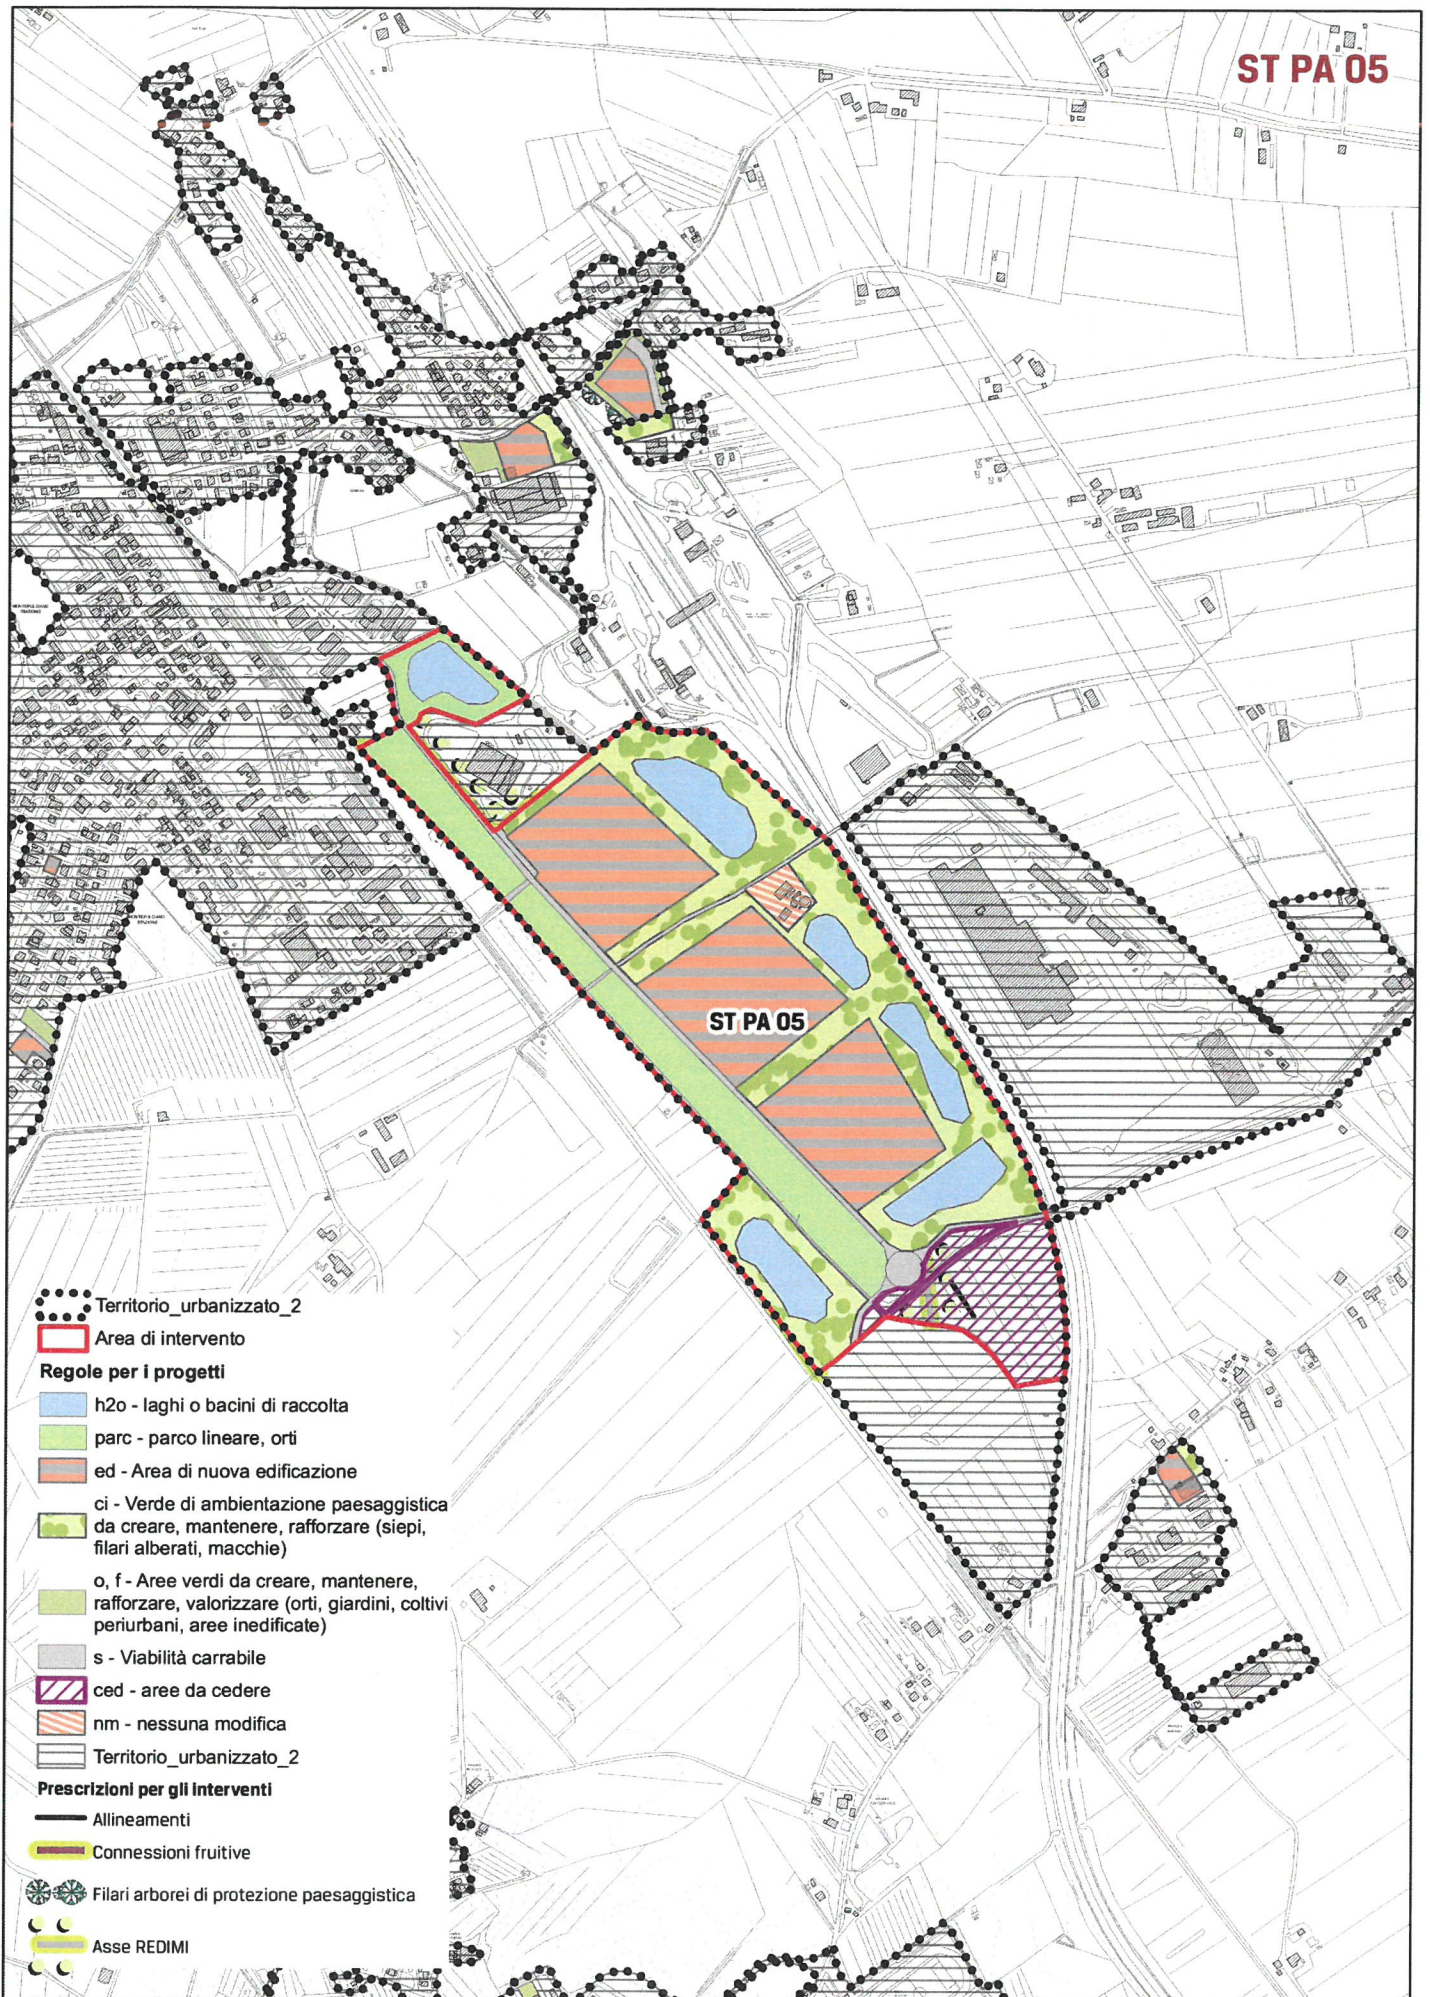 ST PA 05
MONTEPULCIANO
STAZIONE
MONTEPULCIANO
STAZIONE
ST PA 05
Territorio_urbanizzato_2
Area di intervento
Regole per i progetti
h2o - laghi o bacini di raccolta
parc - parco lineare, orti
ed - Area di nuova edificazione
ci - Verde di ambientazione paesaggistica
da creare, mantenere, rafforzare (siepi,
filari alberati, macchie)
o, f - Aree verdi da creare, mantenere,
rafforzare, valorizzare (orti, giardini, coltivi
periurbani, aree inedificate)
s - Viabilità carrabile
ced - aree da cedere
nm - nessuna modifica
Territorio_urbanizzato_2
Prescrizioni per gli interventi
Allineamenti
Connessioni fruitive
Filari arborei di protezione paesaggistica
Asse REDIMI